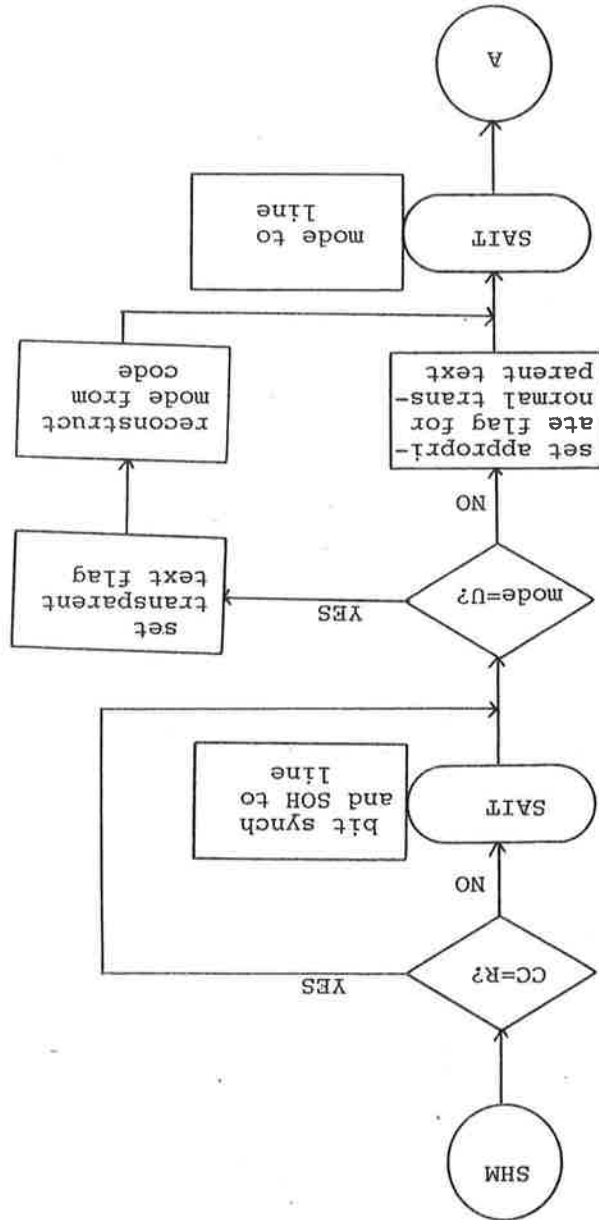 SHM
CC=R?
YES
NO
SAIT
bit synch
and SOH to
line
mode=U?
YES
NO
set
transparent
text flag
set appropri-
ate flag for
normal trans-
parent text
reconstruct
mode from
code
SAIT
mode to
line
A